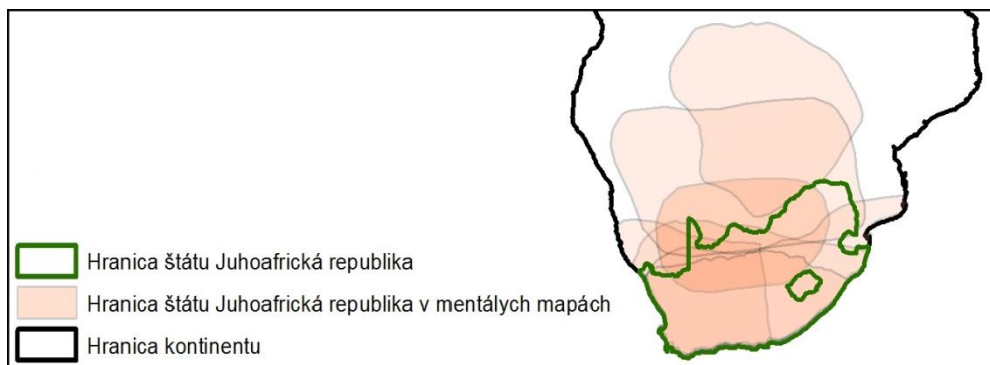 Hranica štátu Juhoafrická republika
Hranica štátu Juhoafrická republika v mentálych mapách
Hranica kontinentu